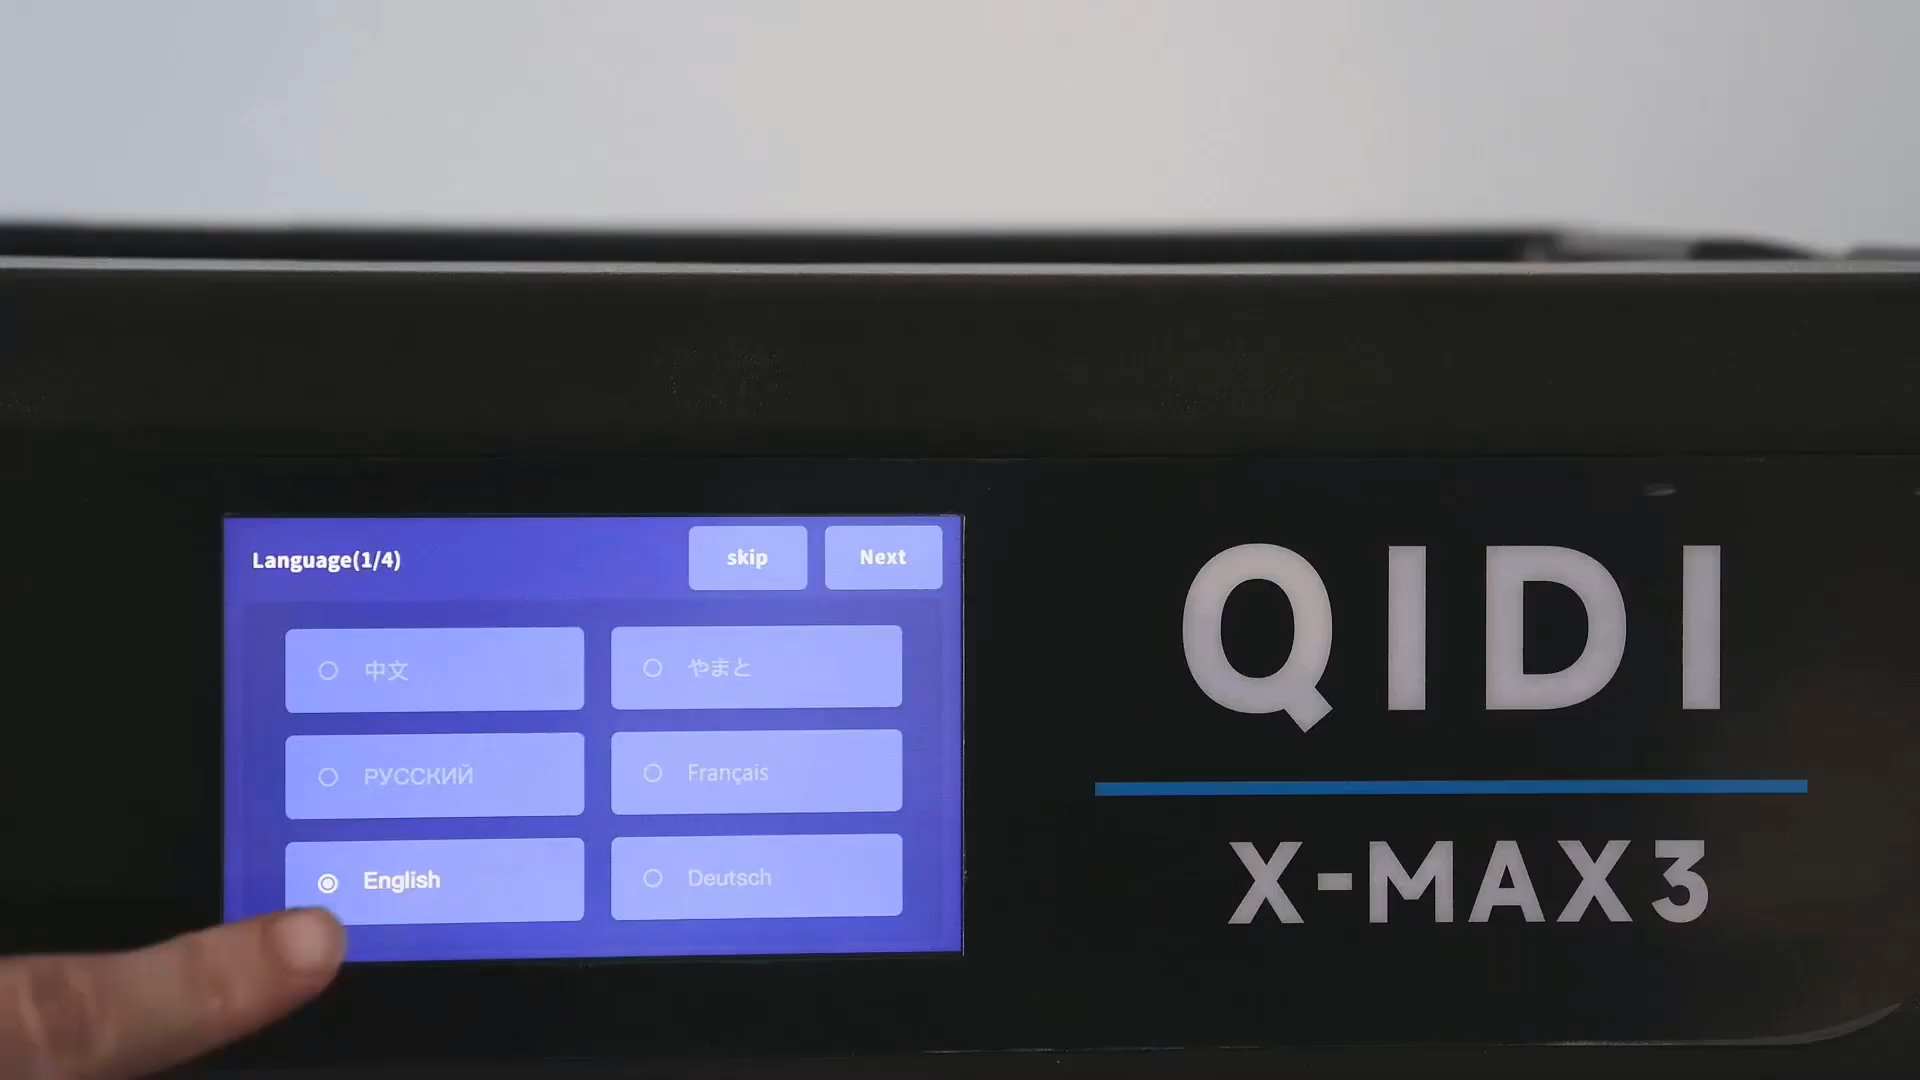 Language(1/4)
skip
Next
中文
やまと
РУССКИЙ
Français
English
Deutsch
QIDI
X-MAX3